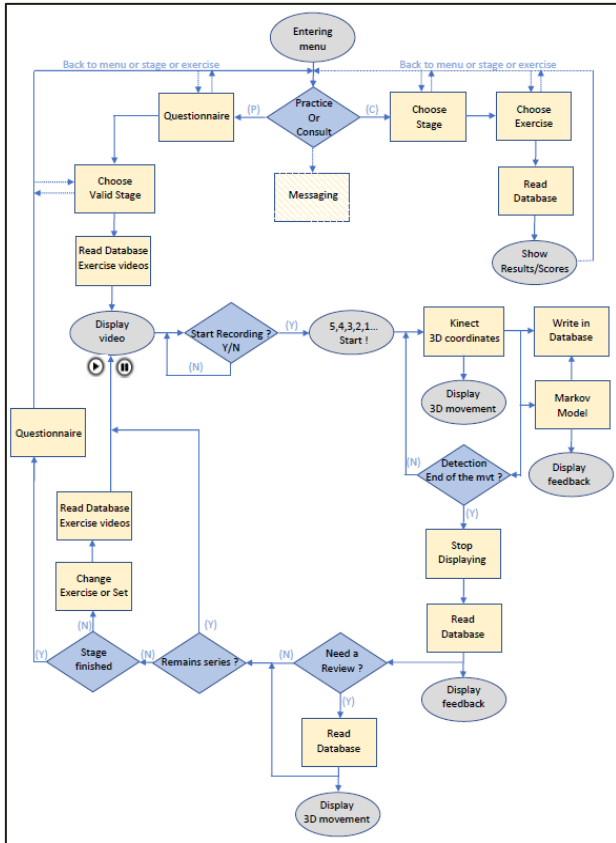 Entering
menu
Back to menu or stage or exercise
Back to menu or stage or exercise
Questionnaire
(P)
Practice
Or
Consult
(C)
Choose
Stage
Choose
Exercise
Choose
Valid Stage
Messaging
Read
Database
Read Database
Exercise videos
Show
Results/Scores
Display
video
Start Recording ?
Y/N
(Y)
(N)
5,4,3,2,1...
Start !
Kinect
3D coordinates
Write in
Database
Display
3D movement
Markov
Model
Questionnaire
(N)
Detection
End of the mvt ?
Display
feedback
(Y)
Read Database
Exercise videos
Stop
Displaying
Change
Exercise or Set
Read
Database
(N)
(Y)
(Y)
Stage
finished
(N)
Remains series ?
(N)
Need a
Review ?
Display
feedback
(Y)
Read
Database
Display
3D movement